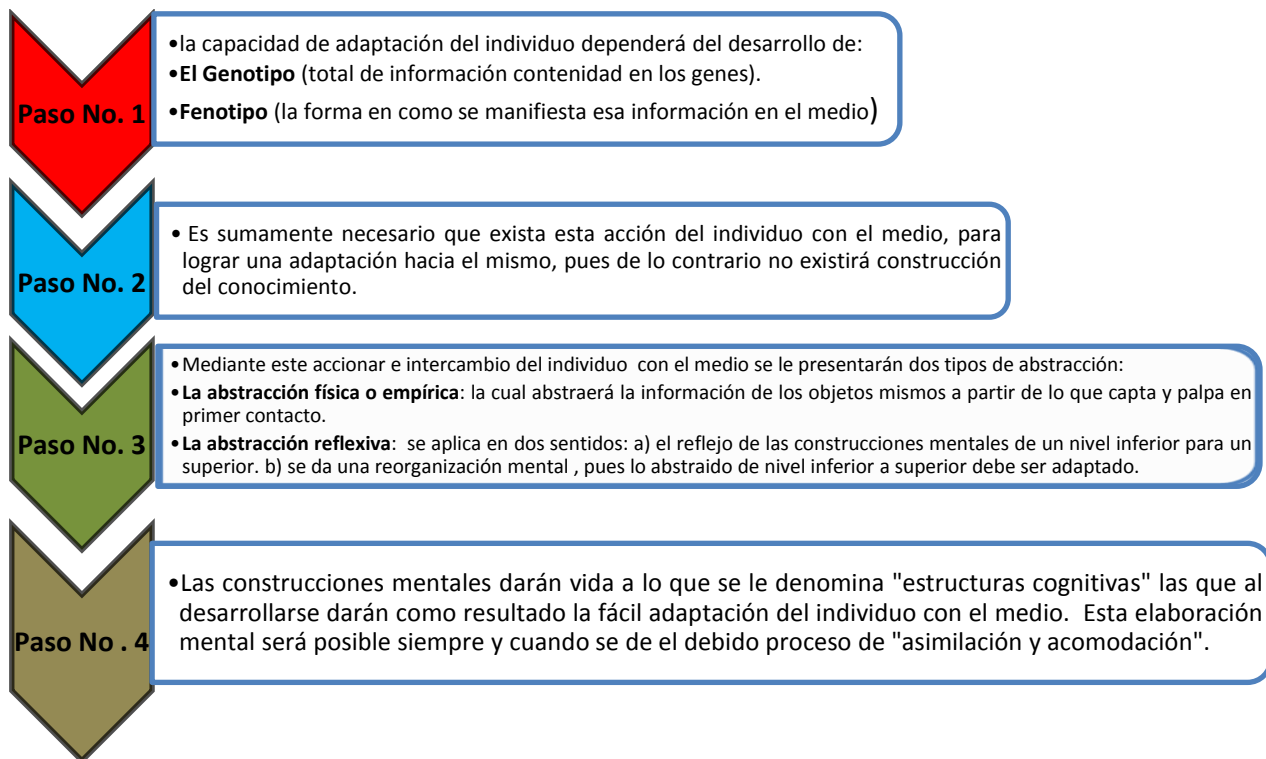 Paso No. 1
•la capacidad de adaptación del individuo dependerá del desarrollo de:
•El Genotipo (total de información contenidad en los genes).
•Fenotipo (la forma en como se manifiesta esa información en el medio)
Paso No. 2
• Es sumamente necesario que exista esta acción del individuo con el medio, para
lograr una adaptación hacia el mismo, pues de lo contrario no existirá construcción
del conocimiento.
Paso No. 3
•Mediante este accionar e intercambio del individuo con el medio se le presentarán dos tipos de abstracción:
•La abstracción física o empírica: la cual abstraerá la información de los objetos mismos a partir de lo que capta y palpa en
primer contacto.
•La abstracción reflexiva: se aplica en dos sentidos: a) el reflejo de las construcciones mentales de un nivel inferior para un
superior. b) se da una reorganización mental , pues lo abstraido de nivel inferior a superior debe ser adaptado.
Paso No . 4
•Las construcciones mentales darán vida a lo que se le denomina "estructuras cognitivas" las que al
desarrollarse darán como resultado la fácil adaptación del individuo con el medio. Esta elaboración
mental será posible siempre y cuando se de el debido proceso de "asimilación y acomodación".